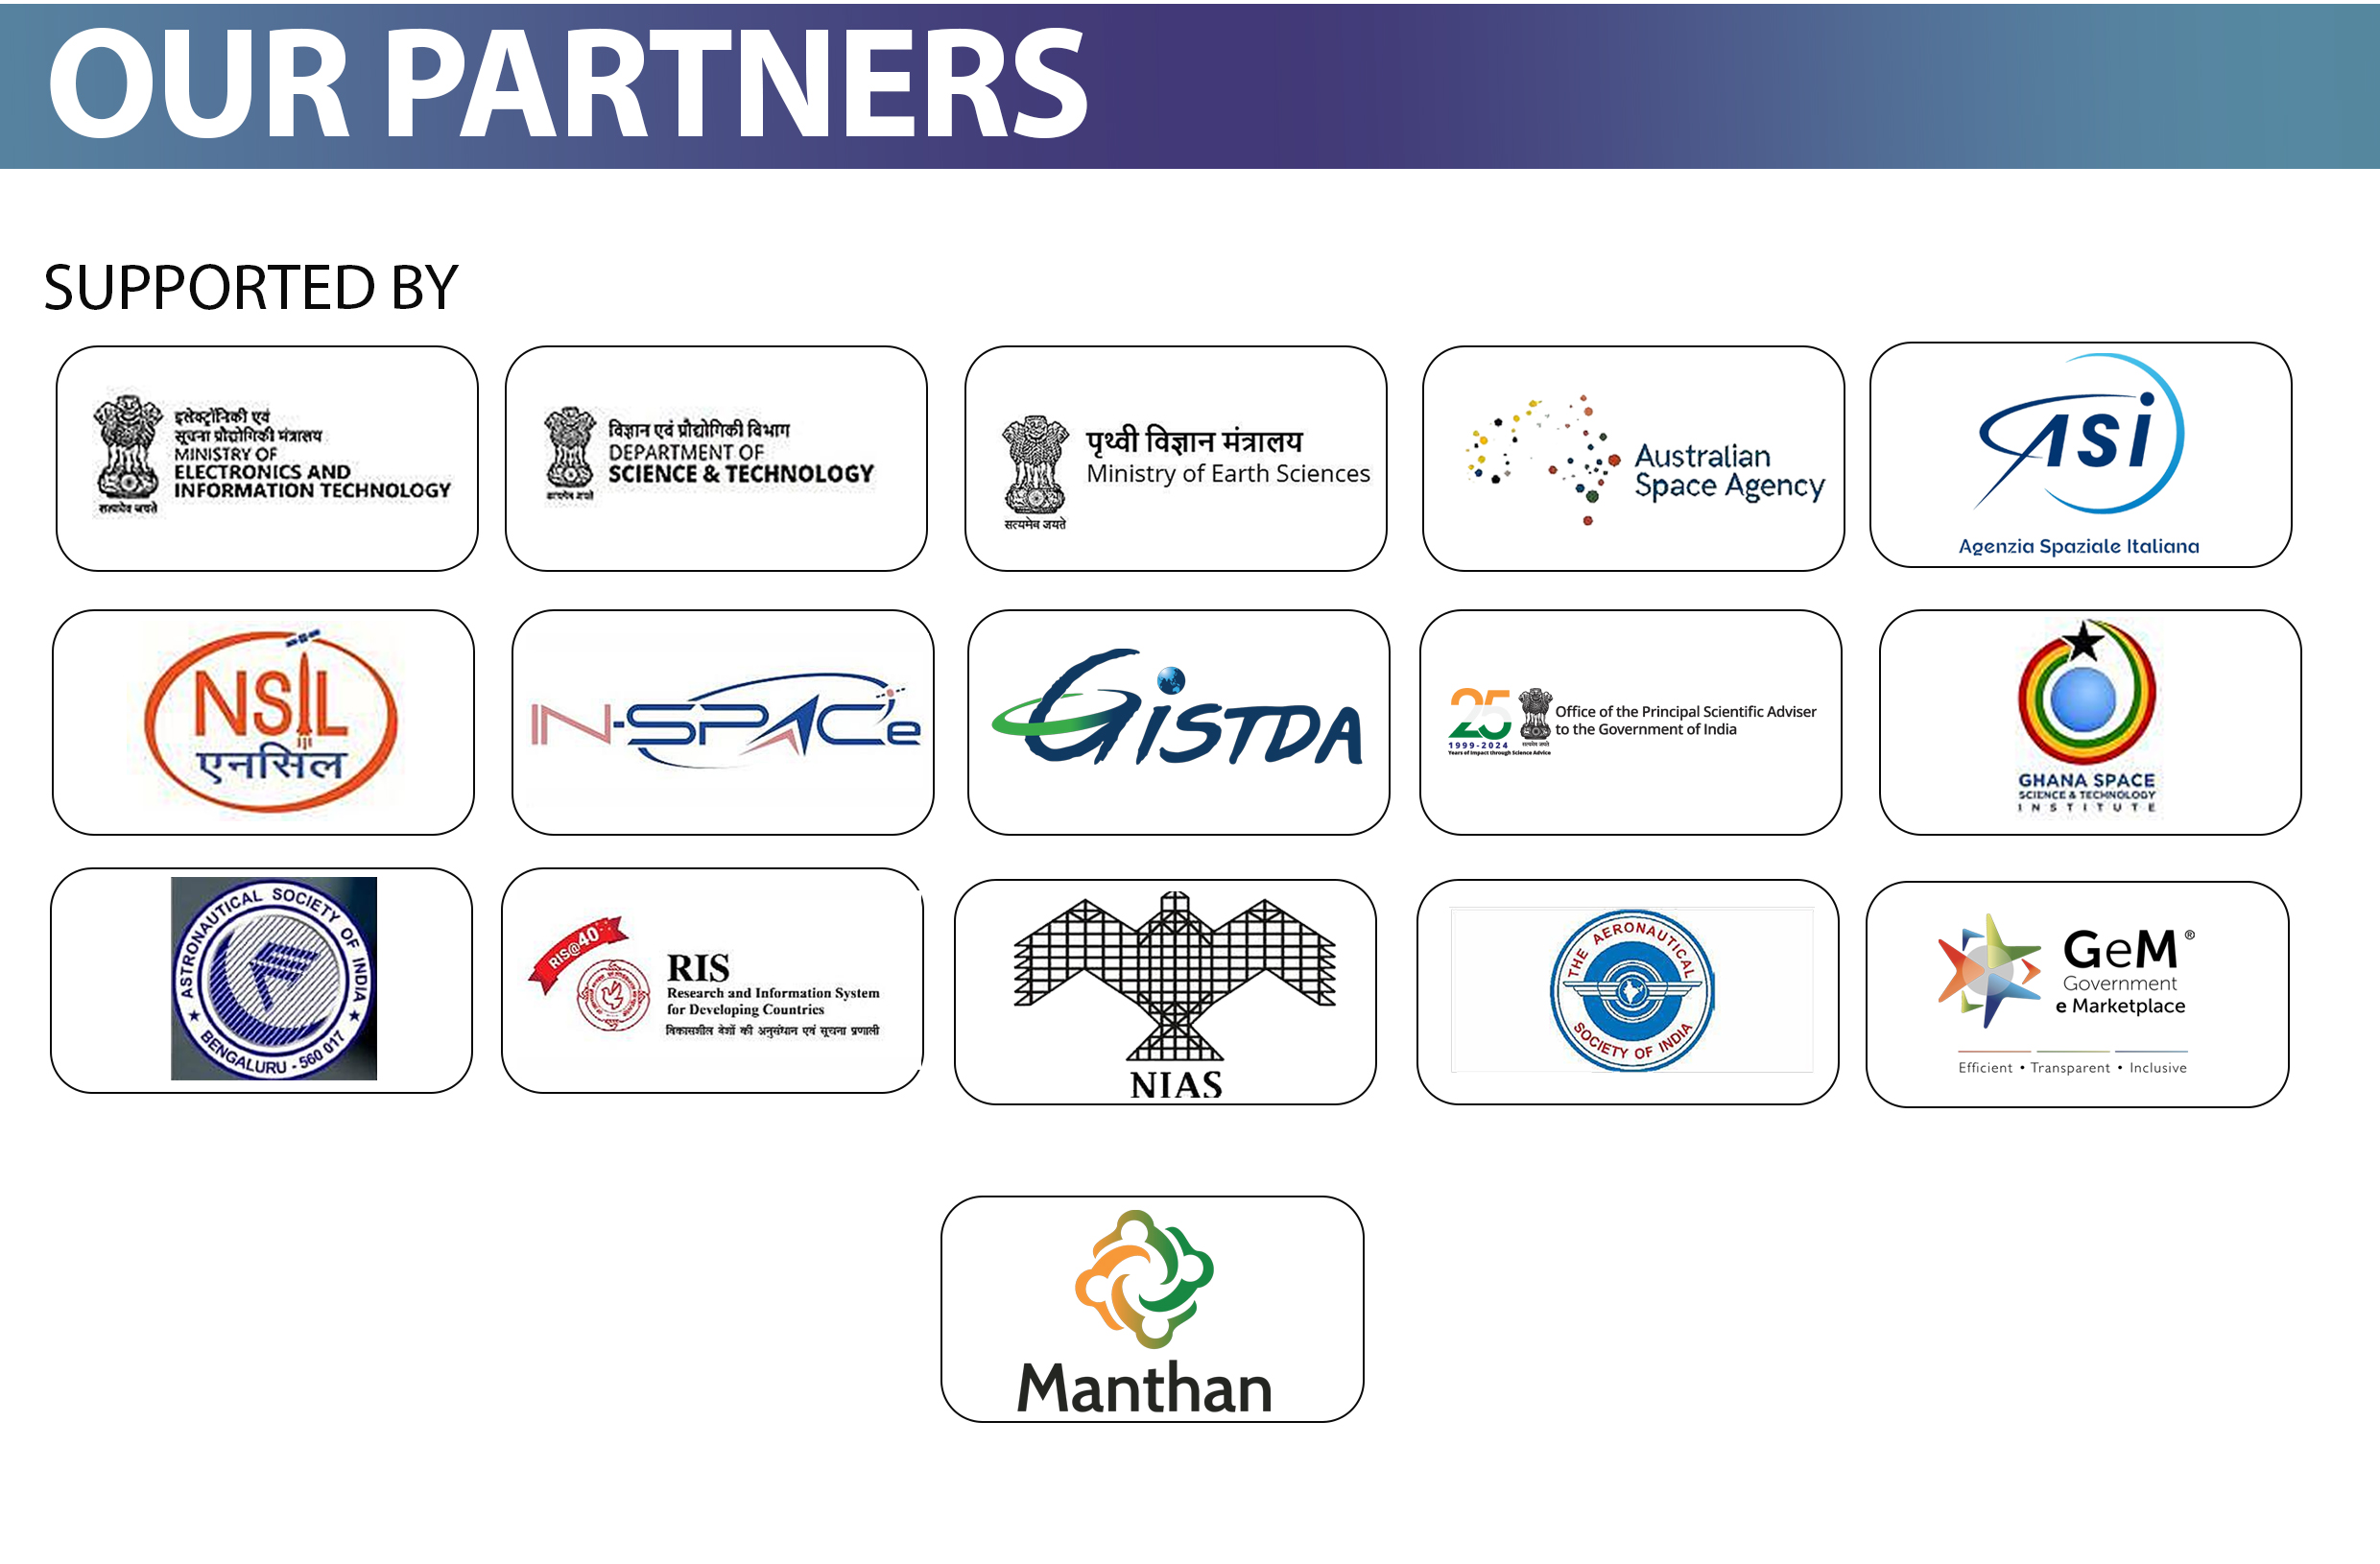 OUR PARTNERS
SUPPORTED BY
इलेक्ट्रॉनिकी एवं
सूचना प्रौद्योगिकी मंत्रालय
MINISTRY OF
ELECTRONICS AND
INFORMATION TECHNOLOGY
सत्यमेव जयते
विज्ञान एवं प्रौद्योगिकी विभाग
DEPARTMENT OF
SCIENCE & TECHNOLOGY
सत्यमेव जयते
पृथ्वी विज्ञान मंत्रालय
Ministry of Earth Sciences
सत्यमेव जयते
Australian
Space Agency
ASI
Agenzia Spaziale Italiana
NSIL
एनसिल
IN-SPACe
GISTDA
25
1999-2024
Years of Impact through Science Advice
सत्यमेव जयते
Office of the Principal Scientific Adviser
to the Government of India
GHANA SPACE
SCIENCE & TECHNOLOGY
INSTITUTE
ASTRONAUTICAL SOCIETY OF INDIA
BENGALURU - 560 017
RIS@40
RIS
Research and Information System
for Developing Countries
विकासशील देशों की अनुसंधान एवं सूचना प्रणाली
NIAS
THE AERONAUTICAL
SOCIETY OF INDIA
GeM®
Government
e Marketplace
Efficient • Transparent • Inclusive
Manthan